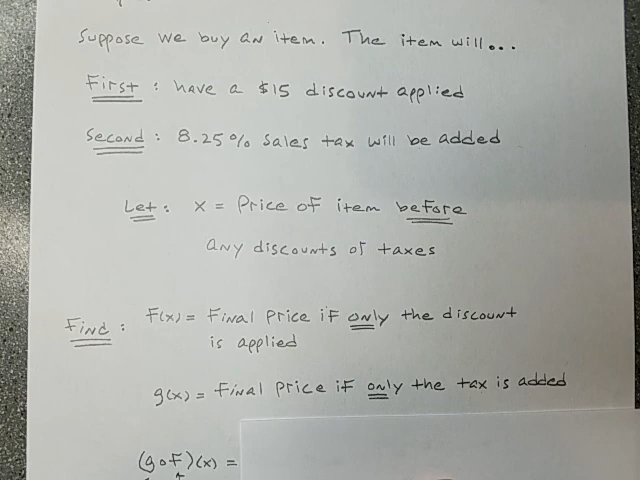 Suppose we buy an item. The item will...
First : have a $15 discount applied
Second : 8.25% sales tax will be added
Let : x = Price of item before
any discounts or taxes
Find : F(x) = Final price if only the discount
is applied
g(x) = Final price if only the tax is added
(g∘F)(x) =